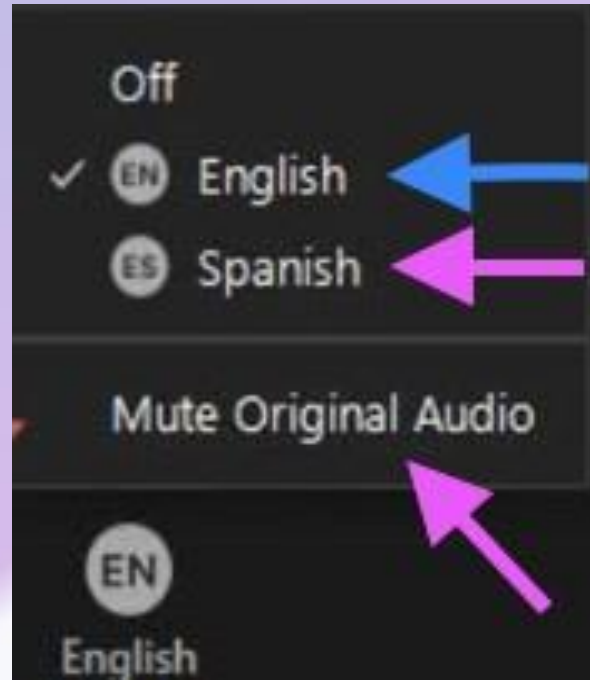 Off
EN English
ES Spanish
Mute Original Audio
EN
English